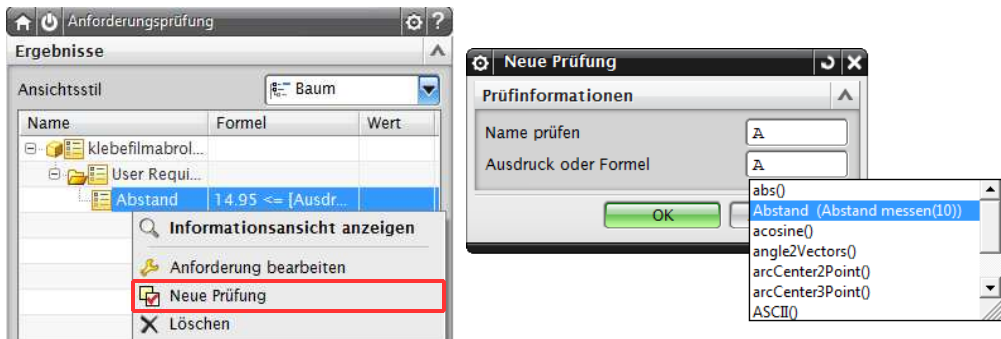 Anforderungsprüfung
Ergebnisse
Ansichtsstil Baum
Name Formel Wert
klebefilmabrol...
User Requi...
Abstand 14.95 <= [Ausdr...
Informationsansicht anzeigen
Anforderung bearbeiten
Neue Prüfung
Löschen
Neue Prüfung
Prüfinformationen
Name prüfen A
Ausdruck oder Formel A
OK
abs()
Abstand (Abstand messen(10))
acosine()
angle2Vectors()
arcCenter2Point()
arcCenter3Point()
ASCII()